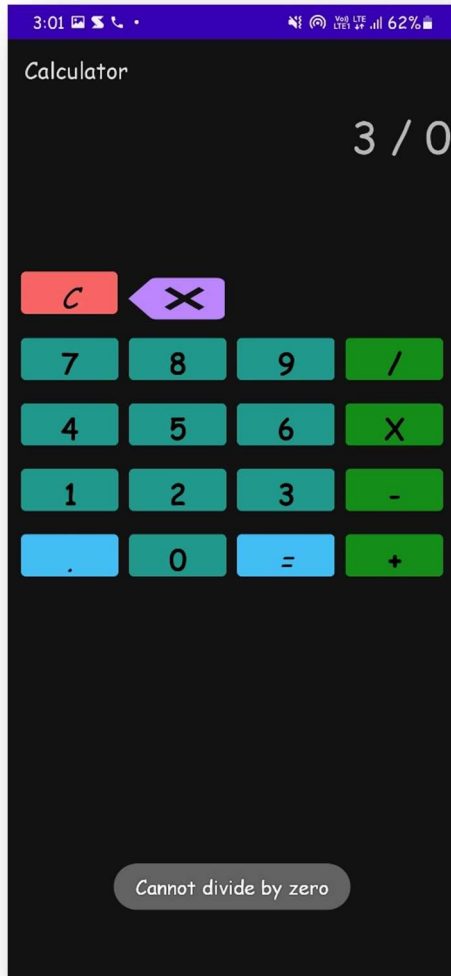 3:01 62%
Calculator
3 / 0
C
7 8 9 /
4 5 6 X
1 2 3 -
. 0 = +
Cannot divide by zero